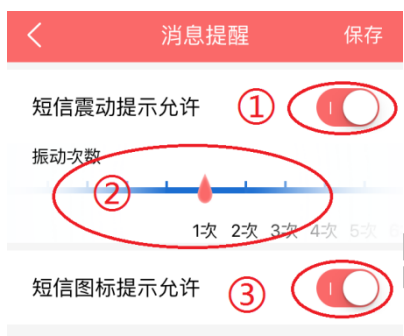 消息提醒 保存
短信震动提示允许 ①
振动次数
②
1次 2次 3次 4次 5次
短信图标提示允许 ③